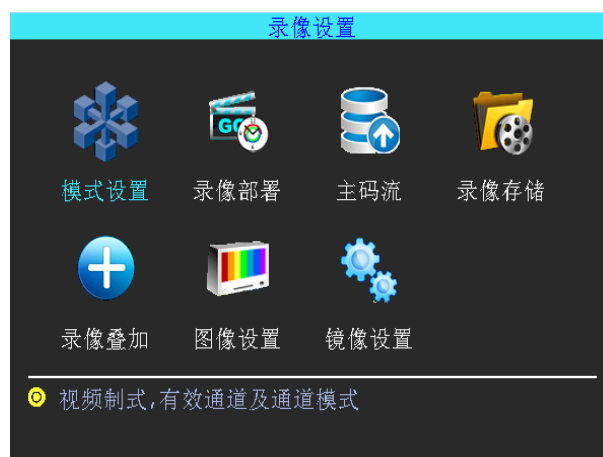 录像设置
GO
模式设置 录像部署 主码流 录像存储
录像叠加 图像设置 镜像设置
视频制式,有效通道及通道模式